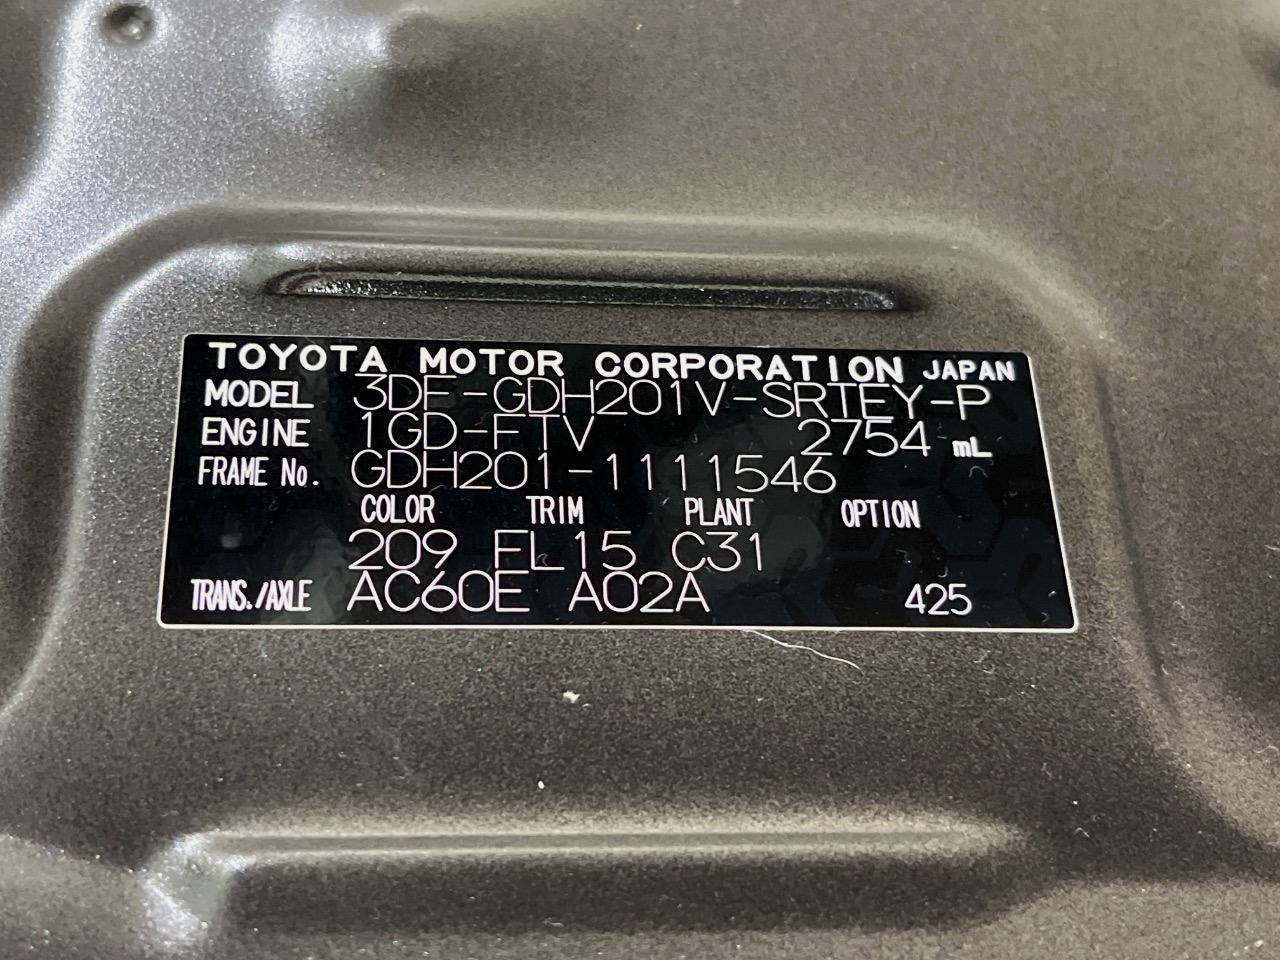 TOYOTA MOTOR CORPORATION JAPAN
MODEL 3DF-GDH201V-SRTEY-P
ENGINE 1GD-FTV 2754 mL
FRAME No. GDH201-1111546
COLOR TRIM PLANT OPTION
209 FL15 C31
TRANS./AXLE AC60E A02A 425